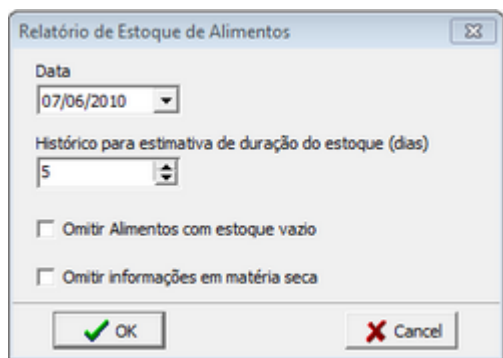 Relatório de Estoque de Alimentos
Data
07/06/2010
Histórico para estimativa de duração do estoque (dias)
5
Omitir Alimentos com estoque vazio
Omitir informações em matéria seca
OK Cancel